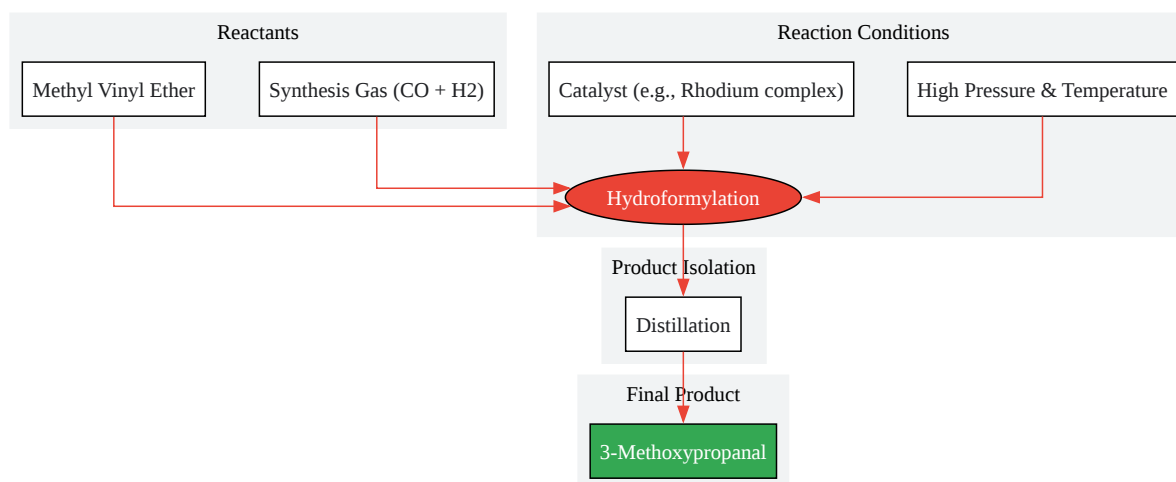 Reactants
Reaction Conditions
Methyl Vinyl Ether
Synthesis Gas (CO + H2)
Catalyst (e.g., Rhodium complex)
High Pressure & Temperature
Hydroformylation
Product Isolation
Distillation
Final Product
3-Methoxypropanal